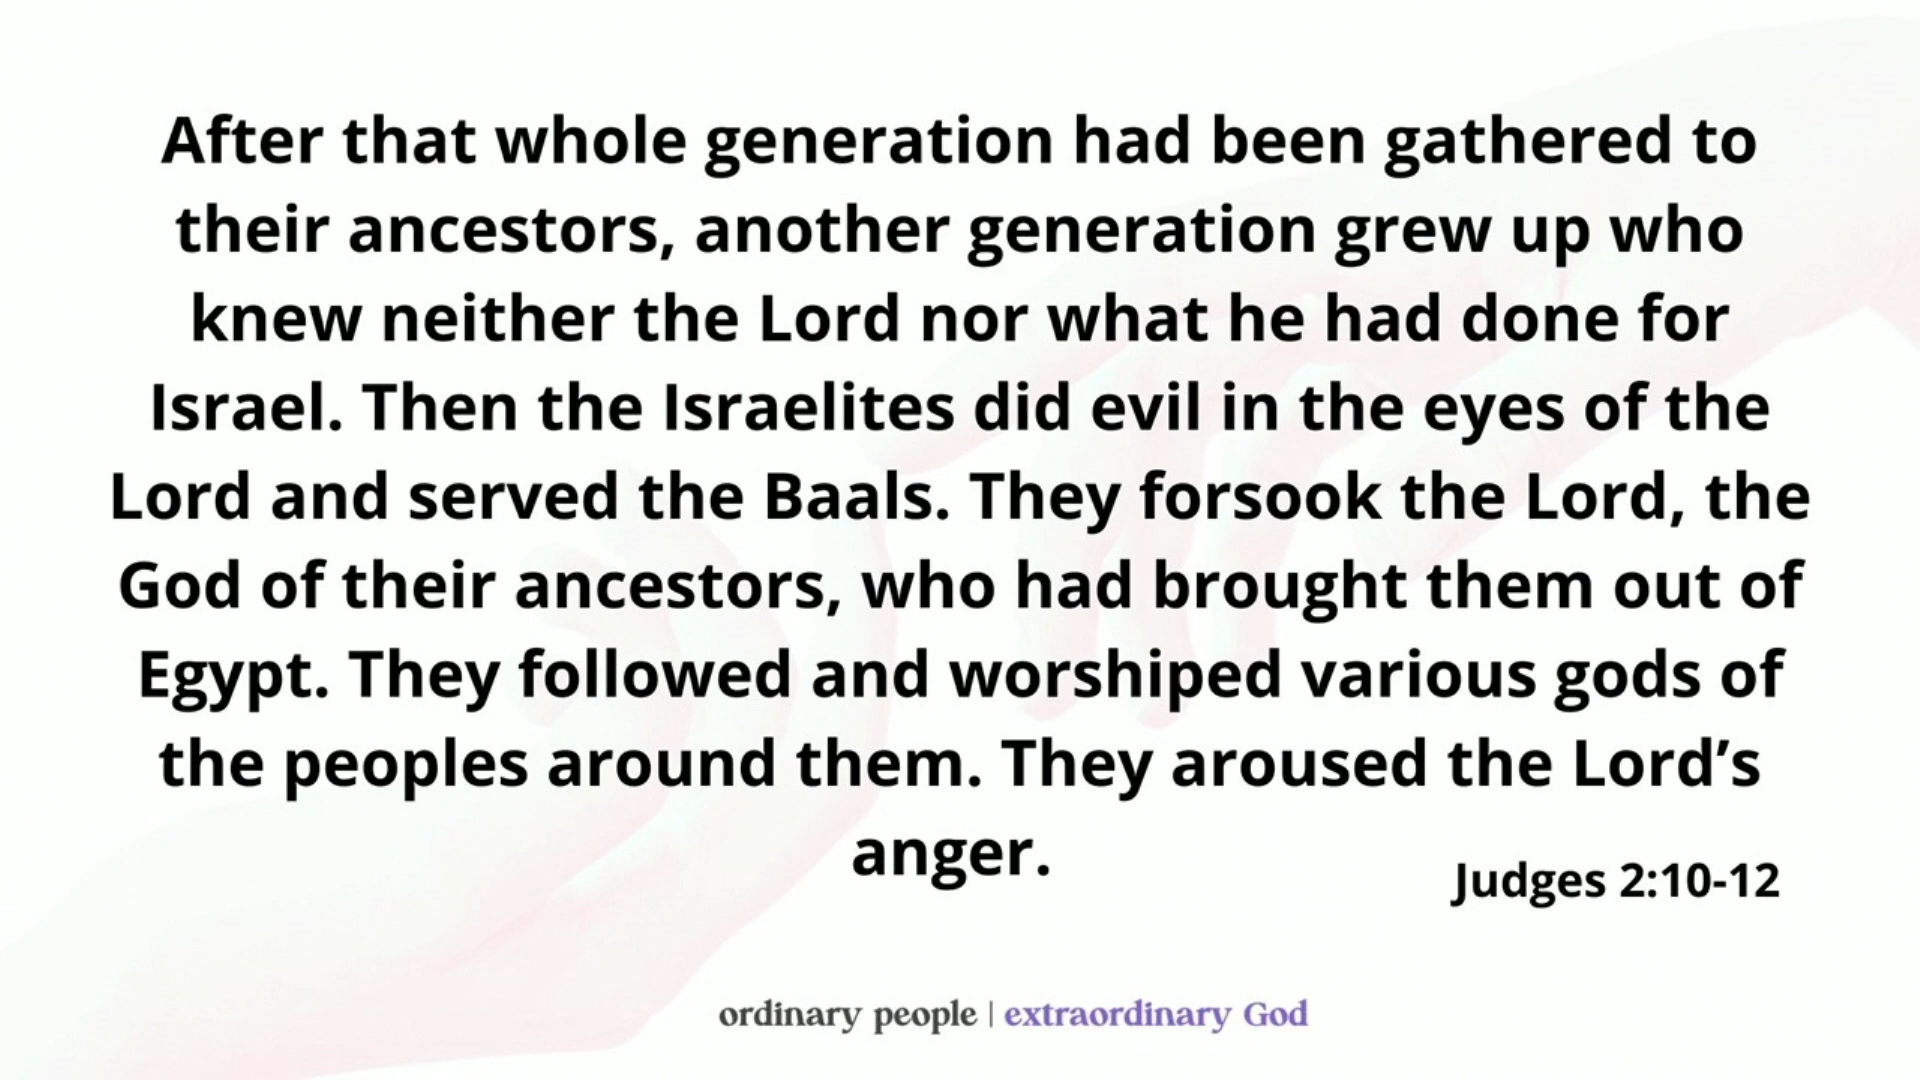 After that whole generation had been gathered to
their ancestors, another generation grew up who
knew neither the Lord nor what he had done for
Israel. Then the Israelites did evil in the eyes of the
Lord and served the Baals. They forsook the Lord, the
God of their ancestors, who had brought them out of
Egypt. They followed and worshiped various gods of
the peoples around them. They aroused the Lord’s
anger.
Judges 2:10-12
ordinary people | extraordinary God